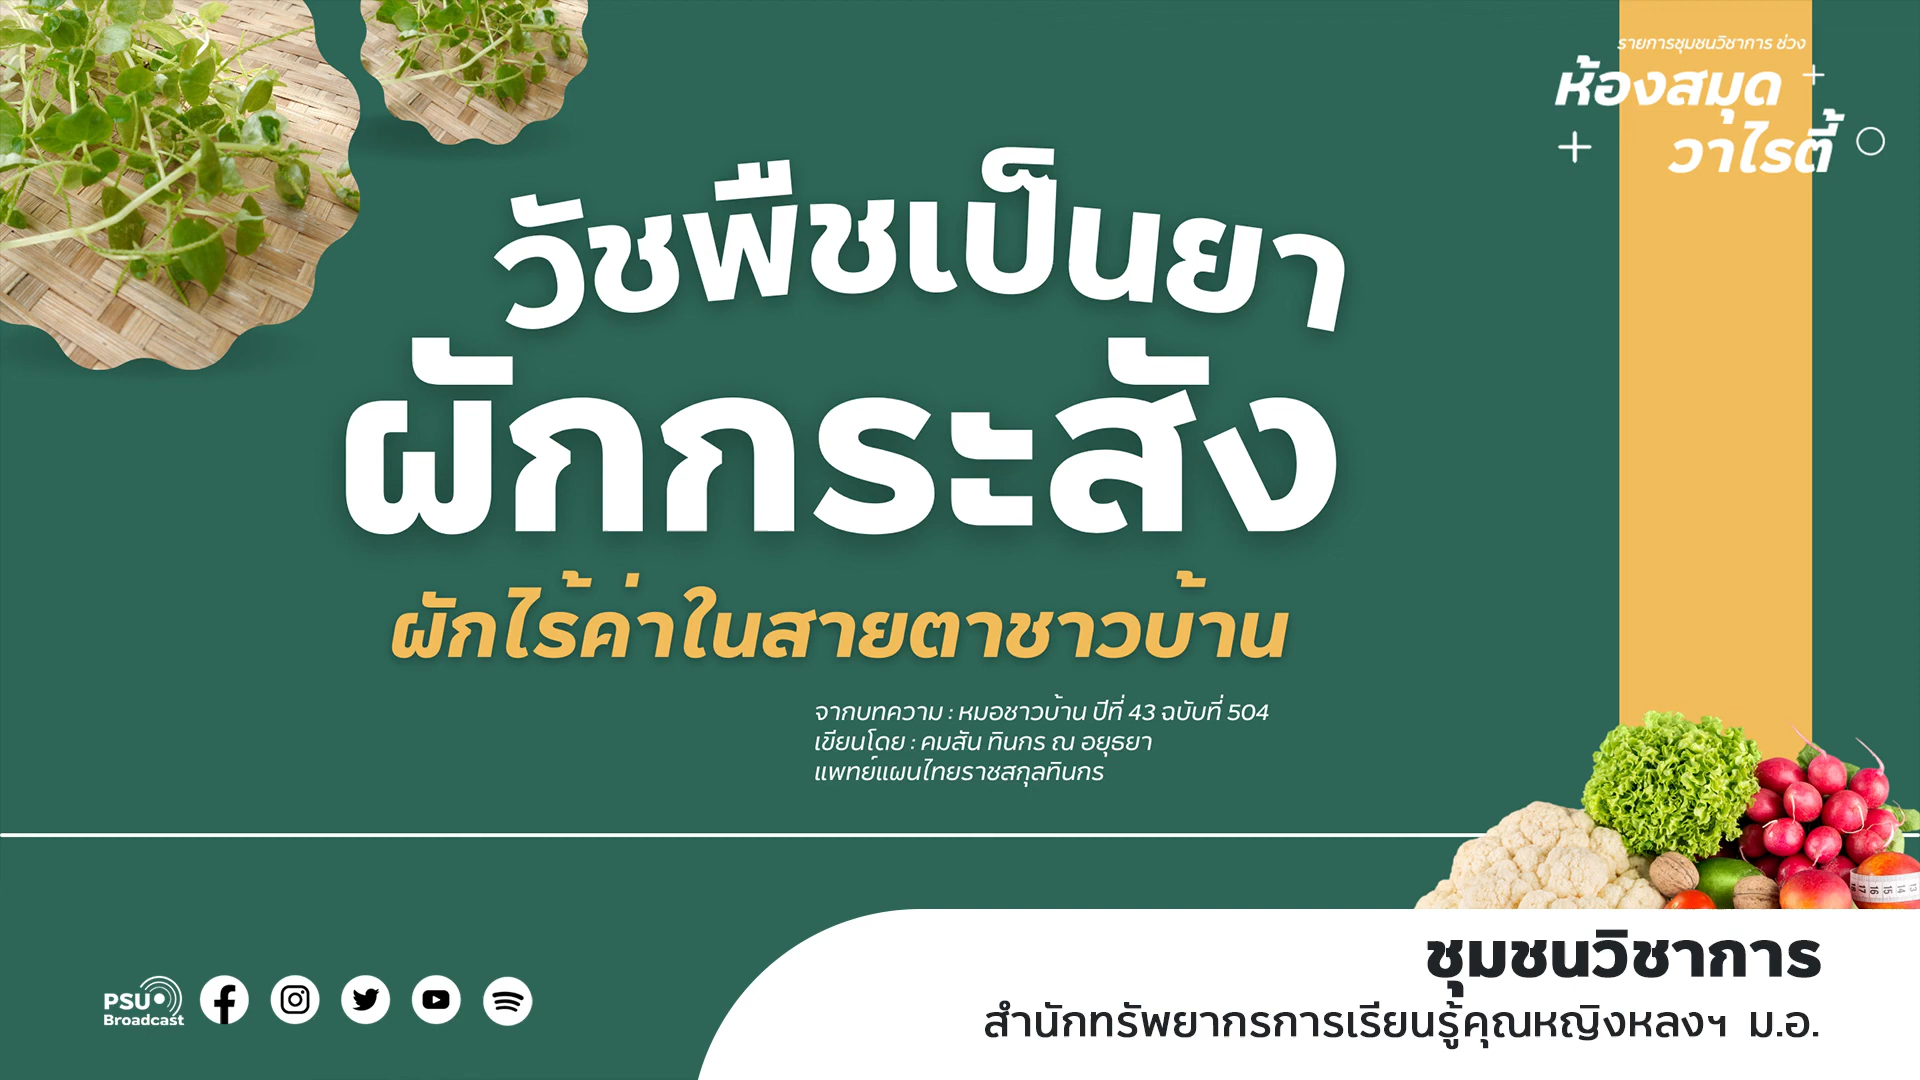 รายการชุมชนวิชาการ ช่วง
ห้องสมุด
วาไรตี้
วัชพืชเป็นยา
ผักกระสัง
ผักไร้ค่าในสายตาชาวบ้าน
จากบทความ : หมอชาวบ้าน ปีที่ 43 ฉบับที่ 504
เขียนโดย : คมสัน ทินกร ณ อยุธยา
แพทย์แผนไทยราชสกุลทินกร
ชุมชนวิชาการ
สำนักทรัพยากรการเรียนรู้คุณหญิงหลงฯ ม.อ.
PSU
Broadcast